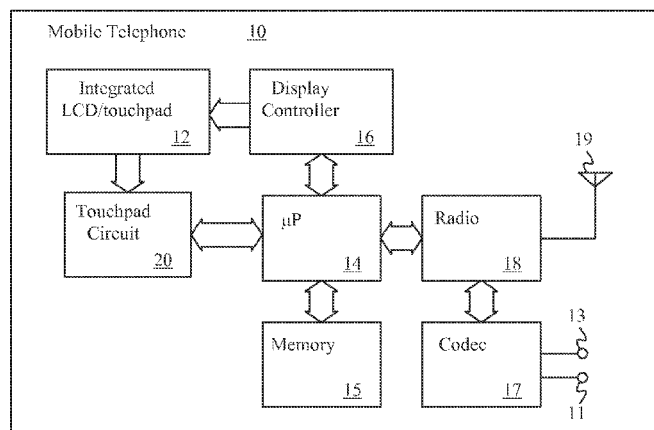 Mobile Telephone 10
Integrated
LCD/touchpad
12
Display
Controller
16
19
Touchpad
Circuit
20
μP
14
Radio
18
Memory
15
Codec
17
13
11